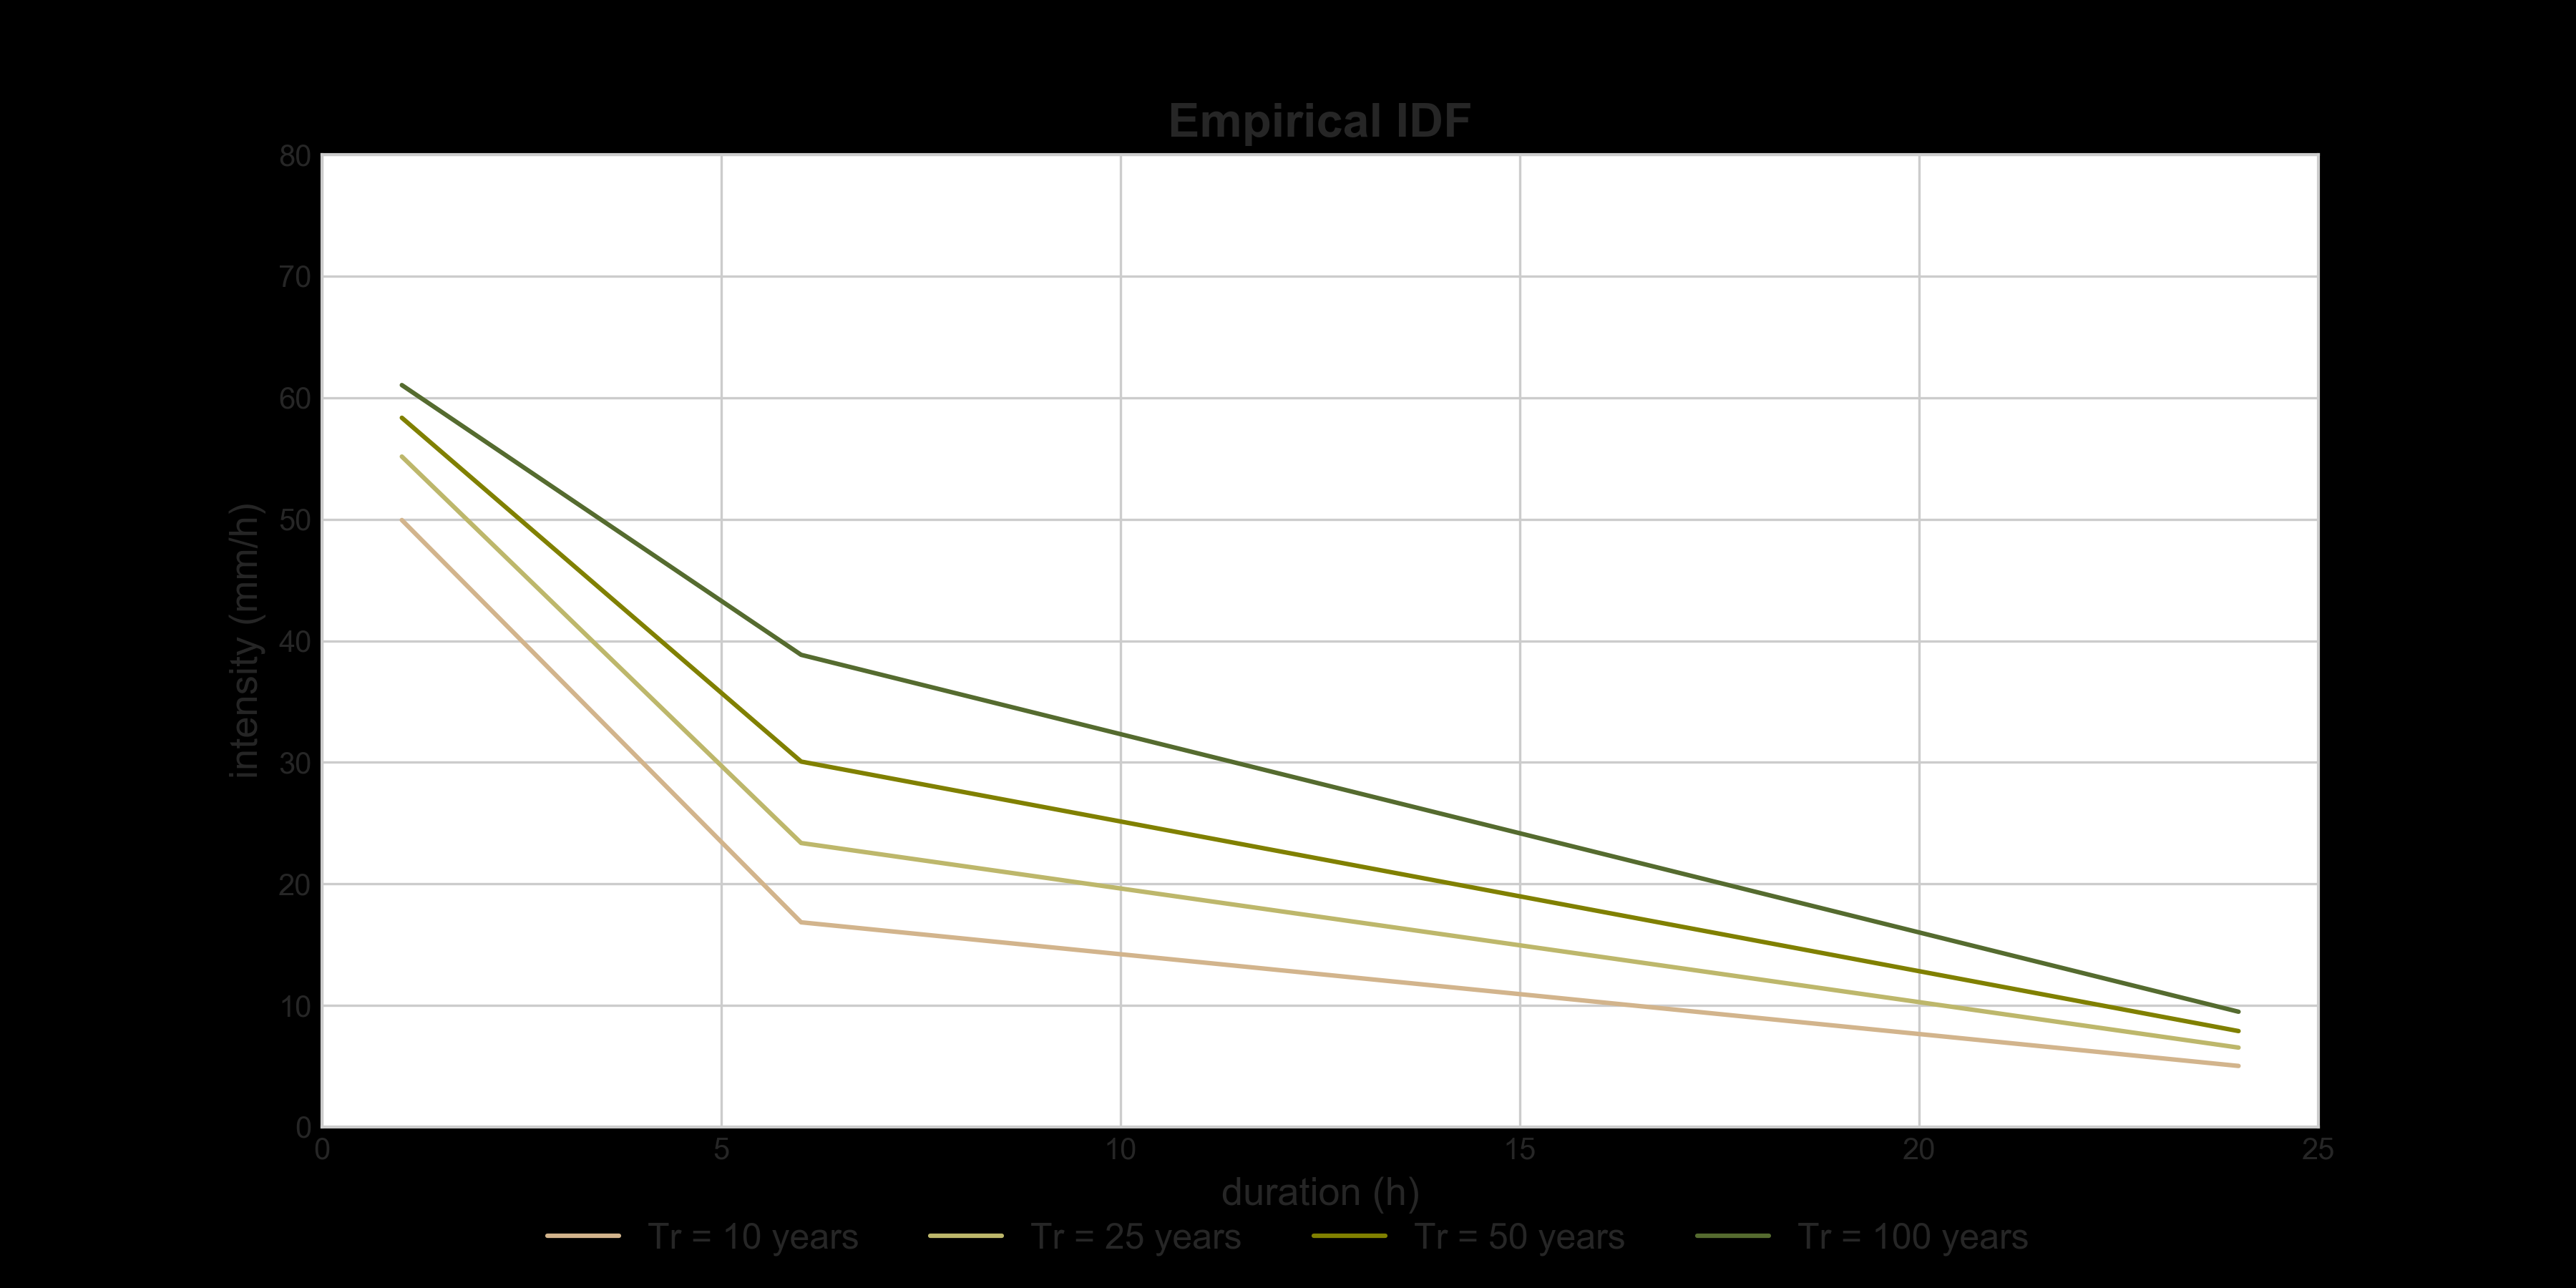 Empirical IDF
80
70
60
50
40
30
20
10
0
intensity (mm/h)
0 5 10 15 20 25
duration (h)
Tr = 10 years Tr = 25 years Tr = 50 years Tr = 100 years